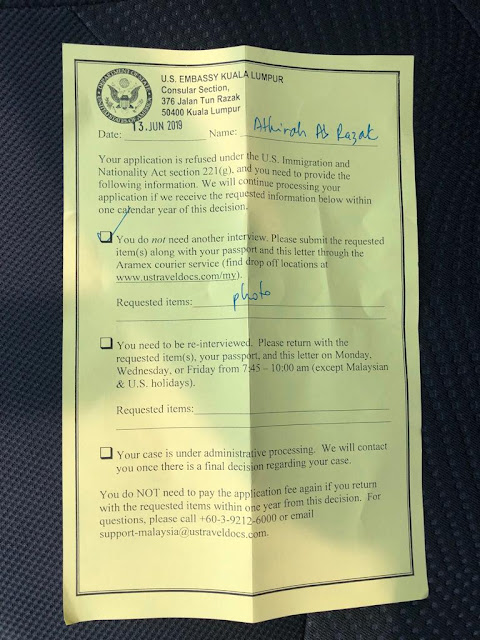 DEPARTMENT OF STATE
UNITED STATES OF AMERICA
U.S. EMBASSY KUALA LUMPUR
Consular Section,
376 Jalan Tun Razak
50400 Kuala Lumpur
Date: 13. JUN 2019 Name: Athirah Ab Razak
Your application is refused under the U.S. Immigration and
Nationality Act section 221(g), and you need to provide the
following information. We will continue processing your
application if we receive the requested information below within
one calendar year of this decision.
You do not need another interview. Please submit the requested
item(s) along with your passport and this letter through the
Aramex courier service (find drop off locations at
www.ustraveldocs.com/my).
Requested items: photo
You need to be re-interviewed. Please return with the
requested item(s), your passport, and this letter on Monday,
Wednesday, or Friday from 7:45 – 10:00 am (except Malaysian
& U.S. holidays).
Requested items:
Your case is under administrative processing. We will contact
you once there is a final decision regarding your case.
You do NOT need to pay the application fee again if you return
with the requested items within one year from this decision. For
questions, please call +60-3-9212-6000 or email
support-malaysia@ustraveldocs.com.